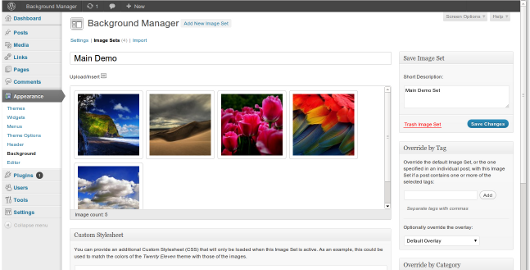 Background Manager 1 + New
Screen Options Help
Dashboard
Posts
Media
Links
Pages
Comments
Appearance
Themes
Widgets
Menus
Theme Options
Header
Background
Editor
Plugins 1
Users
Tools
Settings
Collapse menu
Background Manager Add New Image Set
Settings | Image Sets (4) | Import
Main Demo
Upload/Insert
Image count: 5
Custom Stylesheet
You can provide an additional Custom Stylesheet (CSS) that will only be loaded when this Image Set is active. As an example, this could be
used to match the colors of the Twenty Eleven theme with those of the images.
Save Image Set
Short Description:
Main Demo Set
Trash Image Set Save Changes
Override by Tag
Override the default Image Set, or the one
specified in an individual post, with this Image
Set if a post contains one or more of the
selected tags.
Add
Separate tags with commas
Optionally override the overlay:
Default Overlay
Override by Category